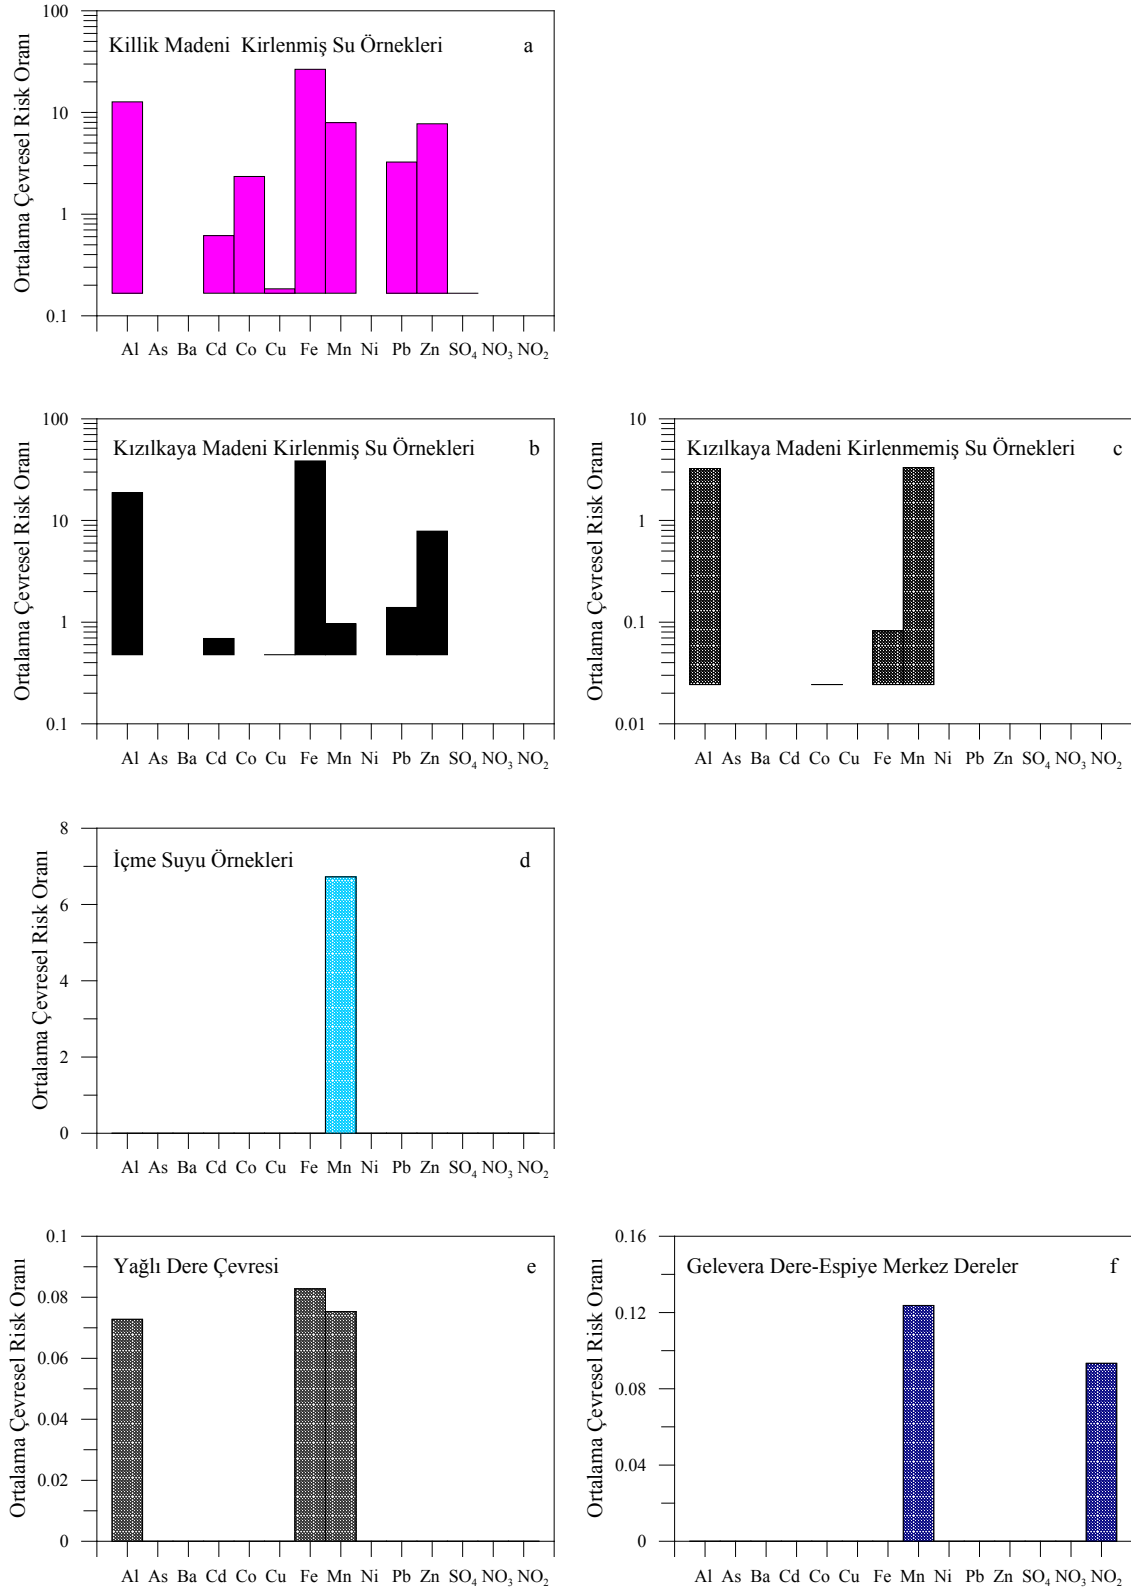 Killik Madeni Kirlenmiş Su Örnekleri a
Ortalama Çevresel Risk Oranı
100
10
1
0.1
Al As Ba Cd Co Cu Fe Mn Ni Pb Zn SO₄ NO₃ NO₂
Kızılkaya Madeni Kirlenmiş Su Örnekleri b
Ortalama Çevresel Risk Oranı
100
10
1
0.1
Al As Ba Cd Co Cu Fe Mn Ni Pb Zn SO₄ NO₃ NO₂
Kızılkaya Madeni Kirlenmemiş Su Örnekleri c
Ortalama Çevresel Risk Oranı
10
1
0.1
0.01
Al As Ba Cd Co Cu Fe Mn Ni Pb Zn SO₄ NO₃ NO₂
İçme Suyu Örnekleri d
Ortalama Çevresel Risk Oranı
8
6
4
2
0
Al As Ba Cd Co Cu Fe Mn Ni Pb Zn SO₄ NO₃ NO₂
Yağlı Dere Çevresi e
Ortalama Çevresel Risk Oranı
0.1
0.08
0.06
0.04
0.02
0
Al As Ba Cd Co Cu Fe Mn Ni Pb Zn SO₄ NO₃ NO₂
Gelevera Dere-Espiye Merkez Dereler f
Ortalama Çevresel Risk Oranı
0.16
0.12
0.08
0.04
0
Al As Ba Cd Co Cu Fe Mn Ni Pb Zn SO₄ NO₃ NO₂